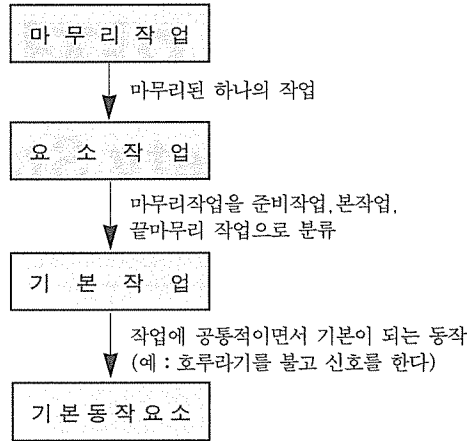 마 무 리 작 업
마무리된 하나의 작업
요 소 작 업
마무리작업을 준비작업, 본작업,
끝마무리 작업으로 분류
기 본 작 업
작업에 공통적이면서 기본이 되는 동작
(예 : 호루라기를 불고 신호를 한다)
기본동작요소